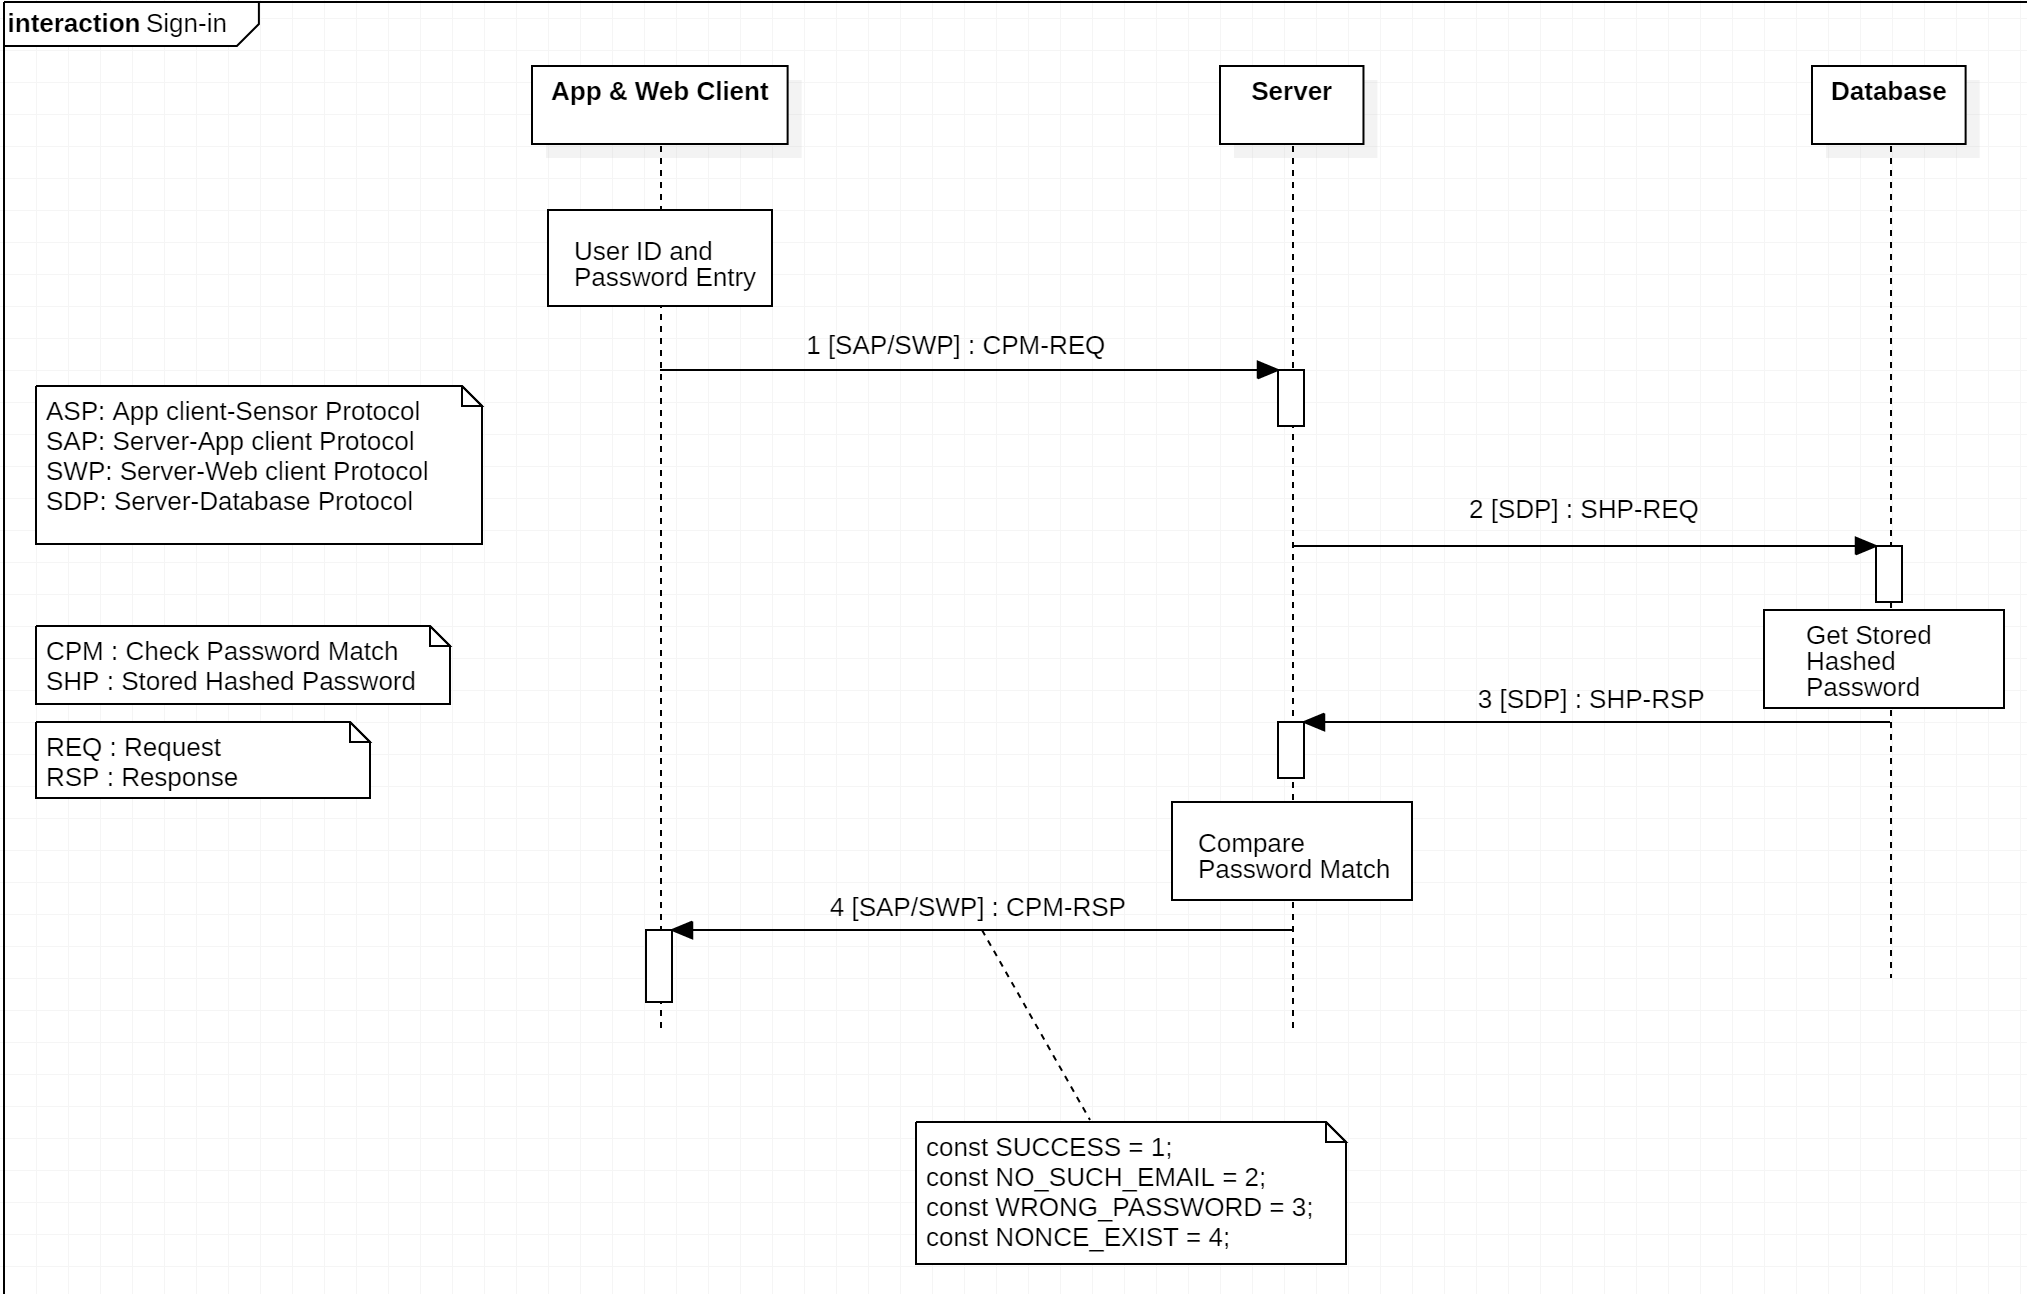 interaction Sign-in
App & Web Client
Server
Database
User ID and
Password Entry
1 [SAP/SWP] : CPM-REQ
ASP: App client-Sensor Protocol
SAP: Server-App client Protocol
SWP: Server-Web client Protocol
SDP: Server-Database Protocol
2 [SDP] : SHP-REQ
Get Stored
Hashed
Password
CPM : Check Password Match
SHP : Stored Hashed Password
3 [SDP] : SHP-RSP
REQ : Request
RSP : Response
Compare
Password Match
4 [SAP/SWP] : CPM-RSP
const SUCCESS = 1;
const NO_SUCH_EMAIL = 2;
const WRONG_PASSWORD = 3;
const NONCE_EXIST = 4;